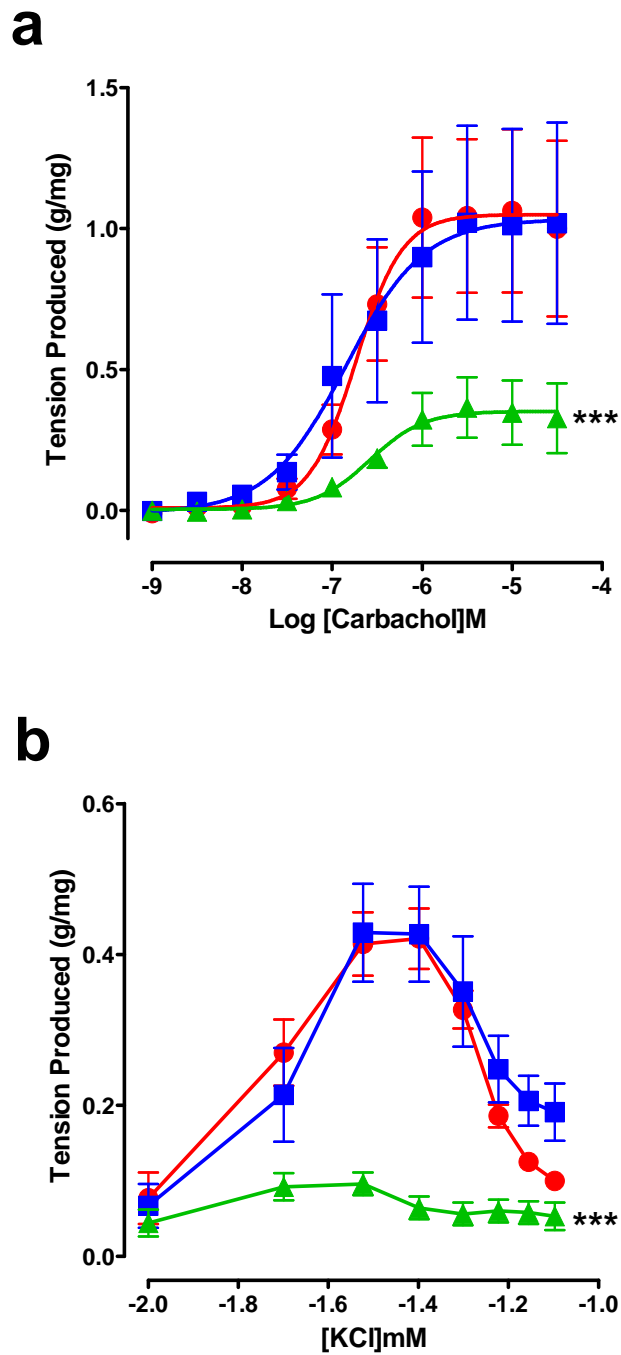 a
Tension Produced (g/mg)
1.5
1.0
0.5
0.0
***
-9 -8 -7 -6 -5 -4
Log [Carbachol]M
b
Tension Produced (g/mg)
0.6
0.4
0.2
0.0
***
-2.0 -1.8 -1.6 -1.4 -1.2 -1.0
[KCl]mM